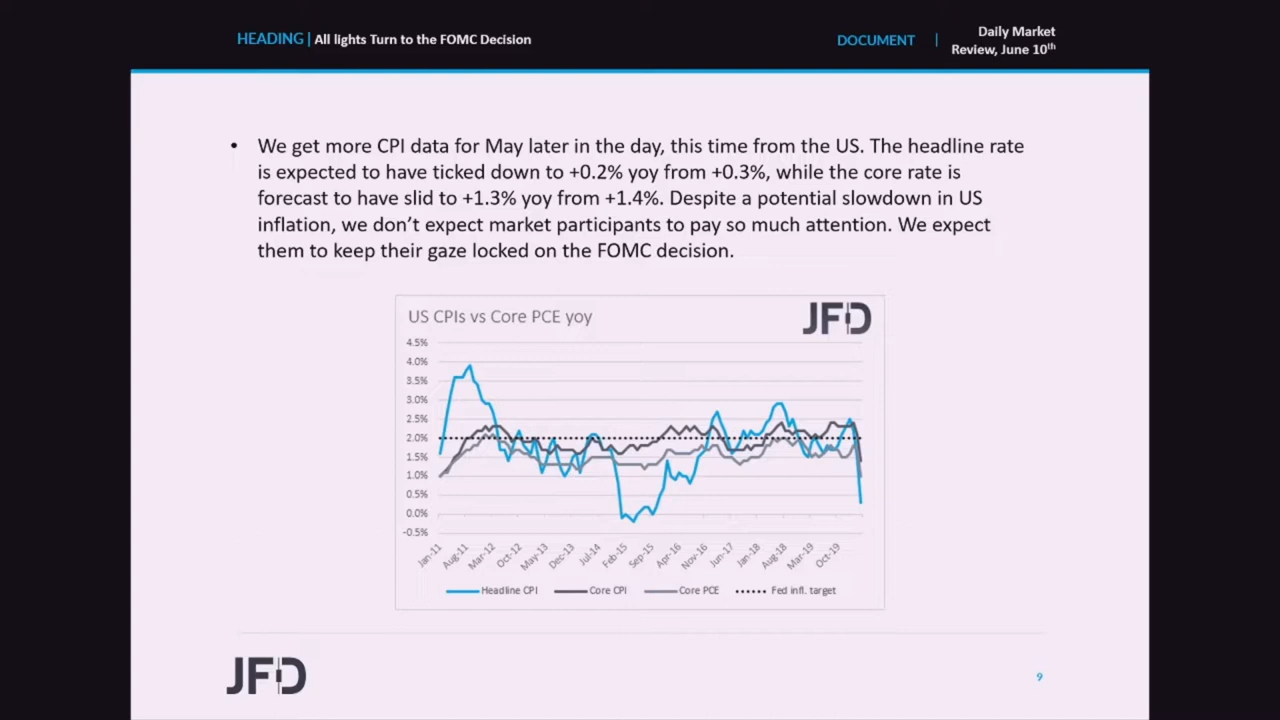 HEADING | All lights Turn to the FOMC Decision
DOCUMENT | Daily Market
Review, June 10th
• We get more CPI data for May later in the day, this time from the US. The headline rate
is expected to have ticked down to +0.2% yoy from +0.3%, while the core rate is
forecast to have slid to +1.3% yoy from +1.4%. Despite a potential slowdown in US
inflation, we don’t expect market participants to pay so much attention. We expect
them to keep their gaze locked on the FOMC decision.
US CPIs vs Core PCE yoy
JFD
4.5%
4.0%
3.5%
3.0%
2.5%
2.0%
1.5%
1.0%
0.5%
0.0%
-0.5%
Jan-11
Aug-11
Mar-12
Oct-12
May-13
Dec-13
Jul-14
Feb-15
Sep-15
Apr-16
Nov-16
Jun-17
Jan-18
Aug-18
Mar-19
Oct-19
Headline CPI
Core CPI
Core PCE
Fed infl. target
JFD
9